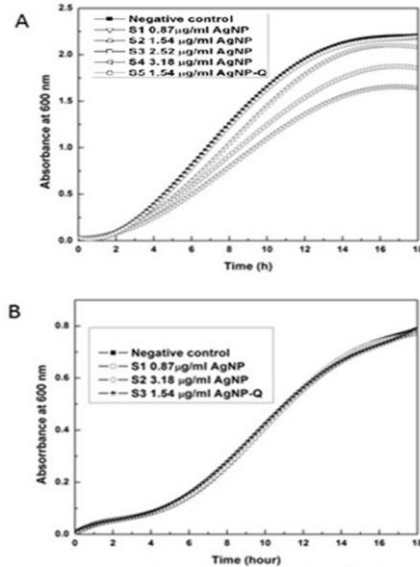 A
2.5
2.0
1.5
1.0
0.5
0.0
Absorbance at 600 nm
Negative control
S1 0.87µg/ml AgNP
S2 1.54 µg/ml AgNP
S3 2.52 µg/ml AgNP
S4 3.18 µg/ml AgNP
S5 1.54 µg/ml AgNP-Q
0 2 4 6 8 10 12 14 16 18
Time (h)
B
0.8
0.6
0.4
0.2
0.0
Absorrbance at 600 nm
Negative control
S1 0.87µg/ml AgNP
S2 3.18 µg/ml AgNP
S3 1.54 µg/ml AgNP-Q
0 2 4 6 8 10 12 14 16 18
Time (hour)